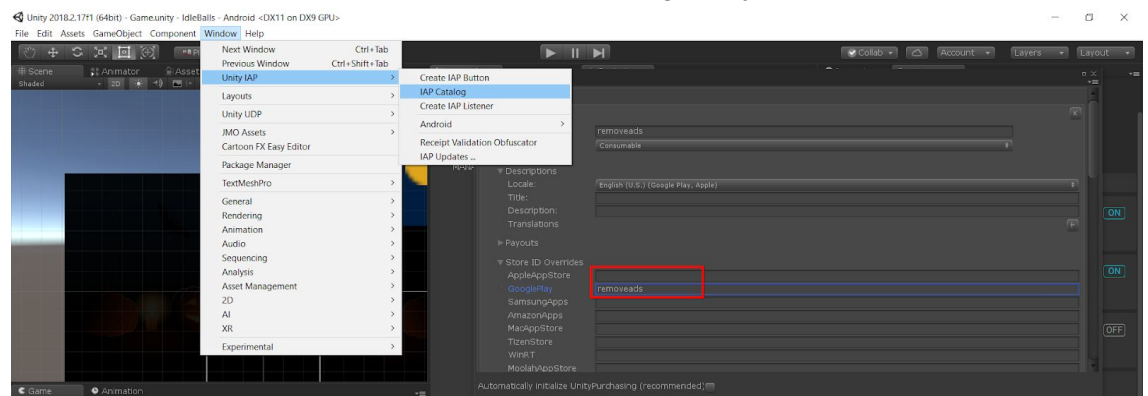 Unity 2018.2.17f1 (64bit) - Game.unity - IdleBalls - Android <DX11 on DX9 GPU>
File Edit Assets GameObject Component Window Help
Collab Account Layers Layout
Scene Animator Asset
Shaded 2D
Next Window Ctrl+Tab
Previous Window Ctrl+Shift+Tab
Unity IAP
Layouts
Unity UDP
JMO Assets
Cartoon FX Easy Editor
Package Manager
TextMeshPro
General
Rendering
Animation
Audio
Sequencing
Analysis
Asset Management
2D
AI
XR
Experimental
Create IAP Button
IAP Catalog
Create IAP Listener
Android
Receipt Validation Obfuscator
IAP Updates ...
removeads
Consumable
Descriptions
Locale: English (U.S.) (Google Play, Apple)
Title:
Description:
Translations
Payouts
Store ID Overrides
AppleAppStore
GooglePlay removeads
SamsungApps
AmazonApps
MacAppStore
TizenStore
WinRT
MoolahAppStore
Automatically initialize UnityPurchasing (recommended)
ON
ON
OFF
Game Animation